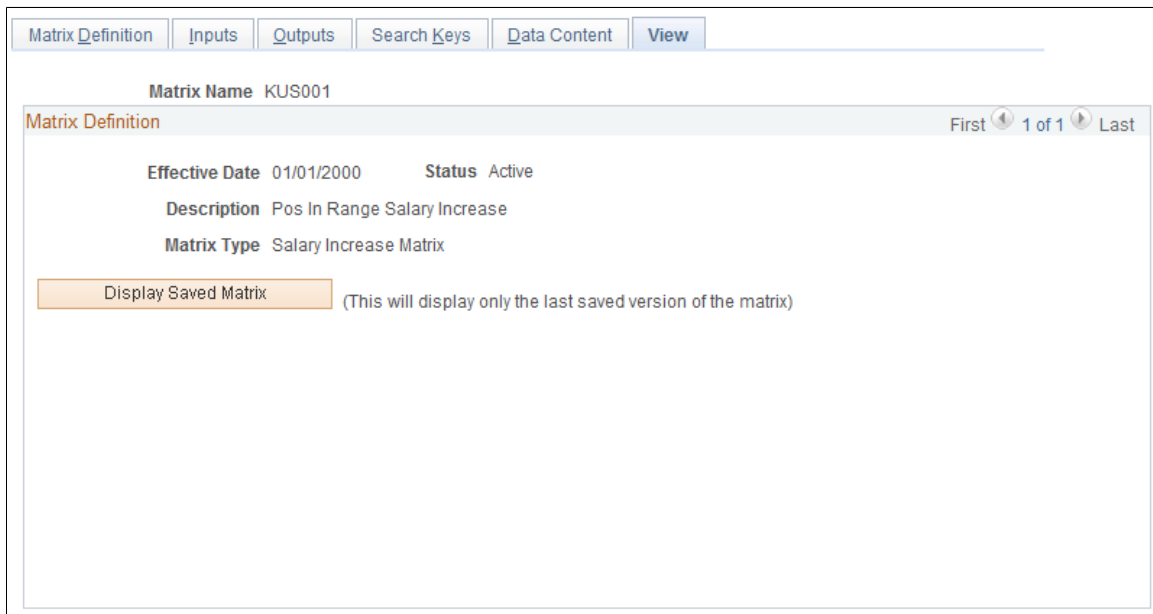 Matrix Definition Inputs Outputs Search Keys Data Content View
Matrix Name KUS001
Matrix Definition First 1 of 1 Last
Effective Date 01/01/2000 Status Active
Description Pos In Range Salary Increase
Matrix Type Salary Increase Matrix
Display Saved Matrix (This will display only the last saved version of the matrix)